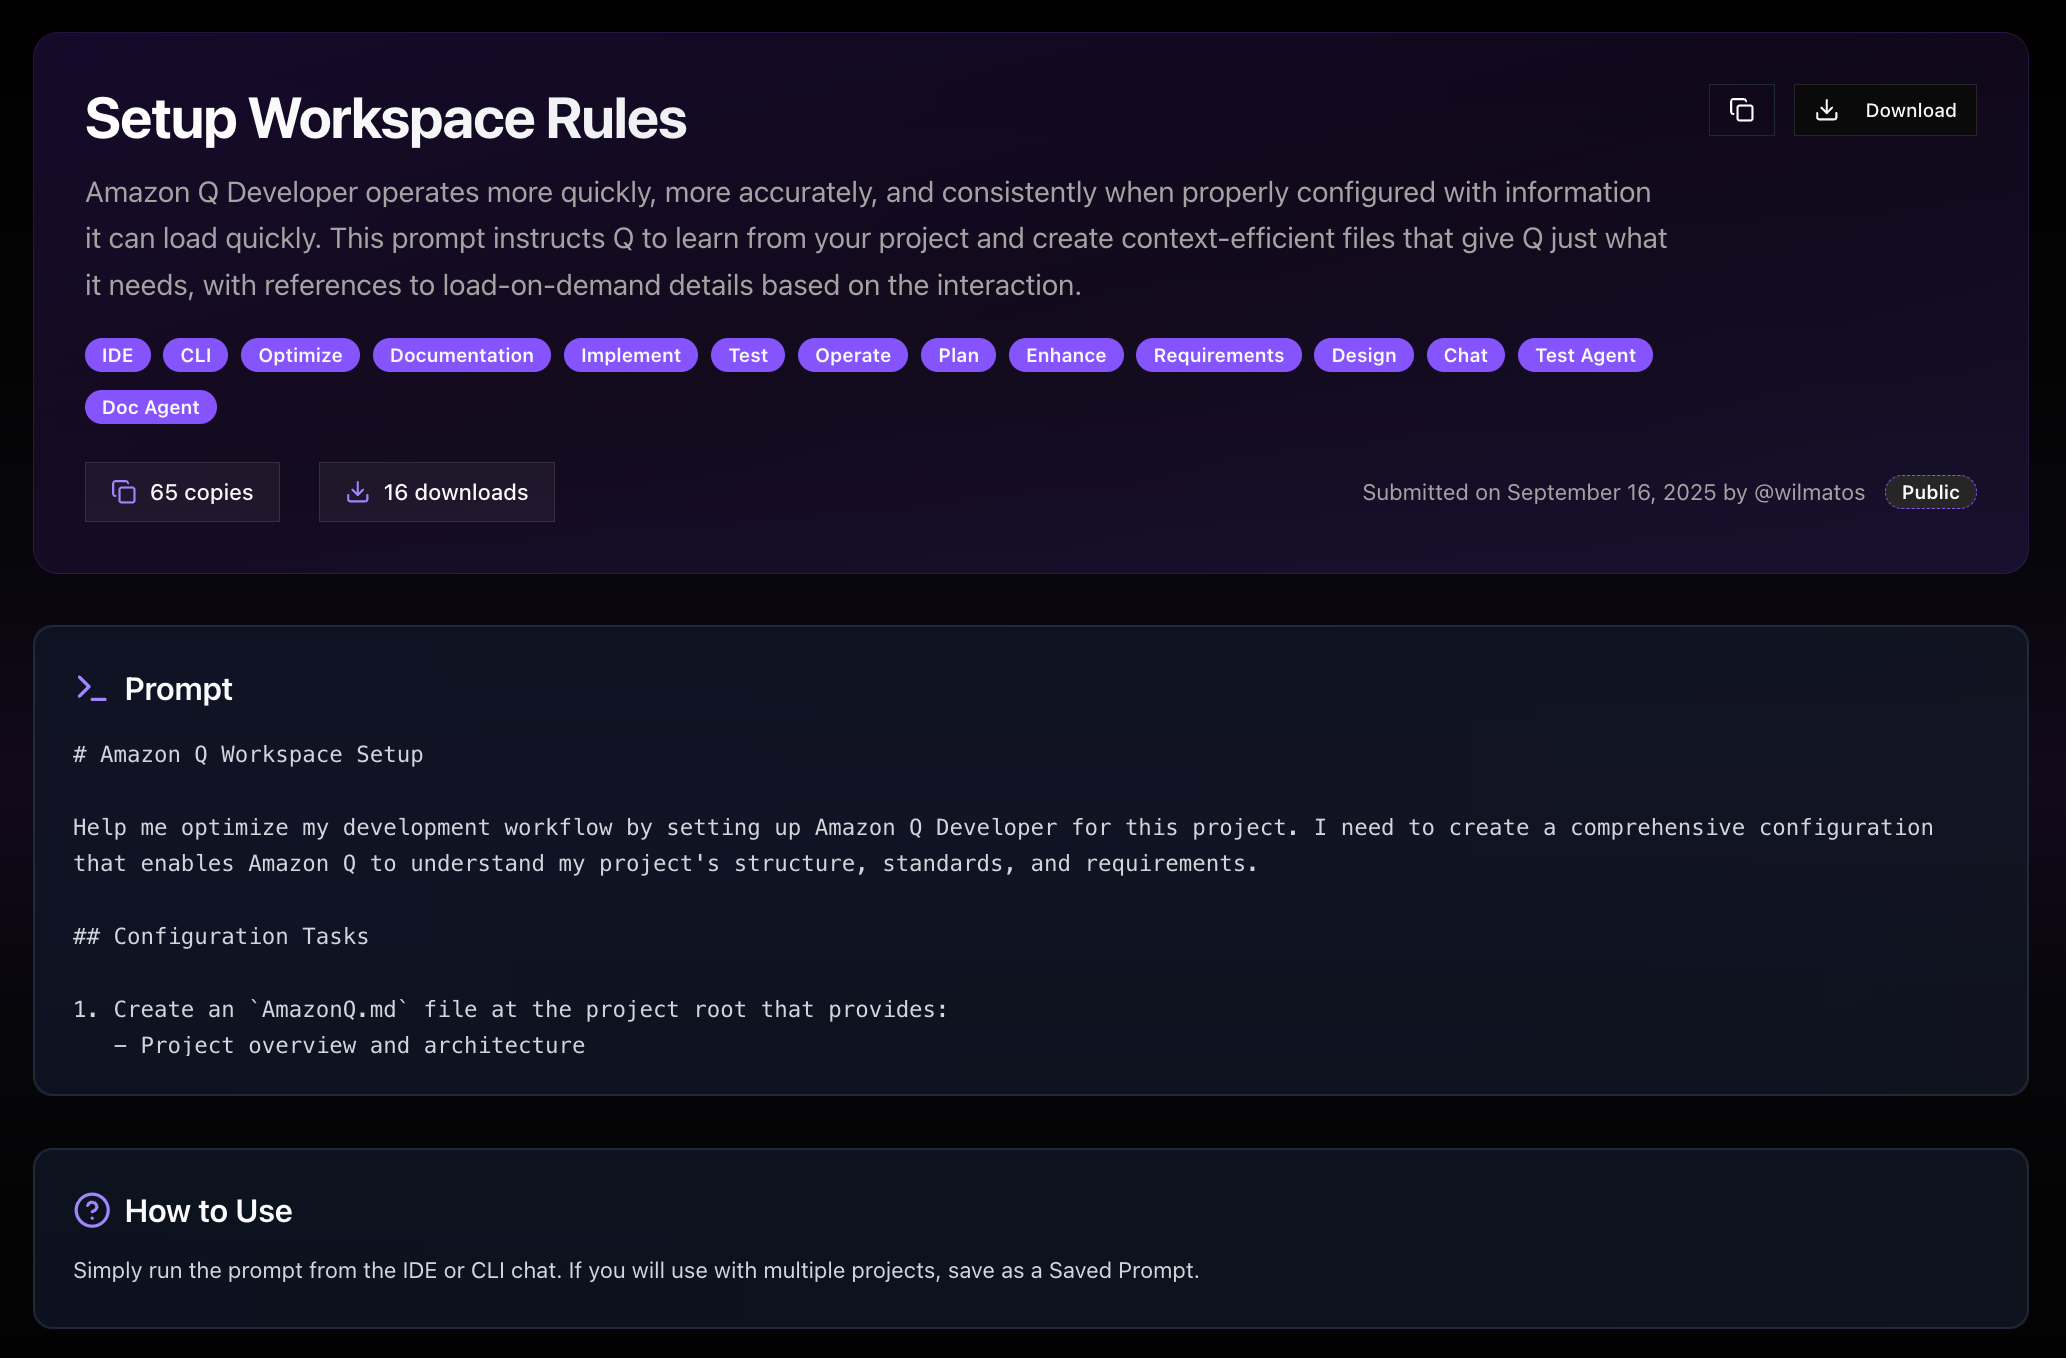 Setup Workspace Rules
Download
Amazon Q Developer operates more quickly, more accurately, and consistently when properly configured with information
it can load quickly. This prompt instructs Q to learn from your project and create context-efficient files that give Q just what
it needs, with references to load-on-demand details based on the interaction.
IDE CLI Optimize Documentation Implement Test Operate Plan Enhance Requirements Design Chat Test Agent
Doc Agent
65 copies 16 downloads Submitted on September 16, 2025 by @wilmatos Public
Prompt
# Amazon Q Workspace Setup
Help me optimize my development workflow by setting up Amazon Q Developer for this project. I need to create a comprehensive configuration
that enables Amazon Q to understand my project's structure, standards, and requirements.
## Configuration Tasks
1. Create an `AmazonQ.md` file at the project root that provides:
   - Project overview and architecture
How to Use
Simply run the prompt from the IDE or CLI chat. If you will use with multiple projects, save as a Saved Prompt.